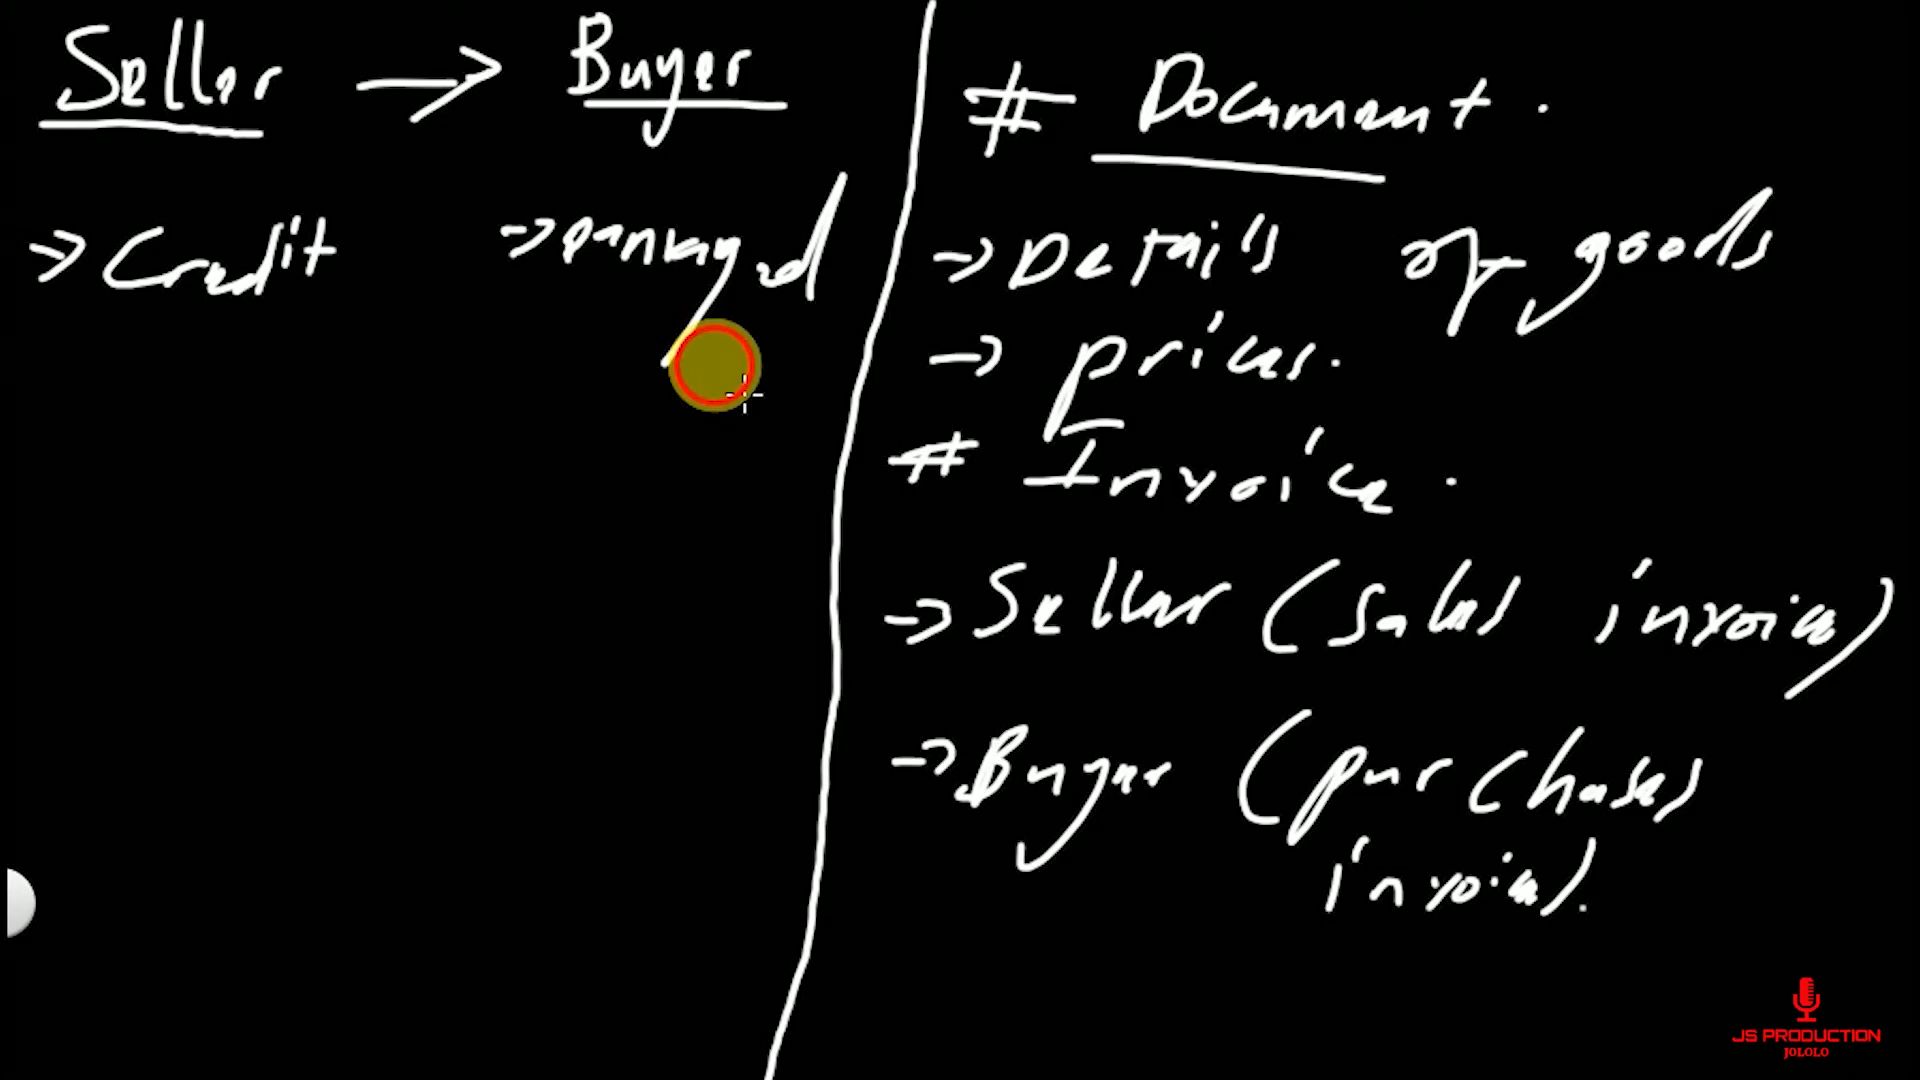 Seller → Buyer
→ Credit →
# Document.
→ Details of goods
→ prices.
# Invoice.
→ Seller (sales invoice)
→ Buyer (purchases
invoice).
JS PRODUCTION
JOLOLO